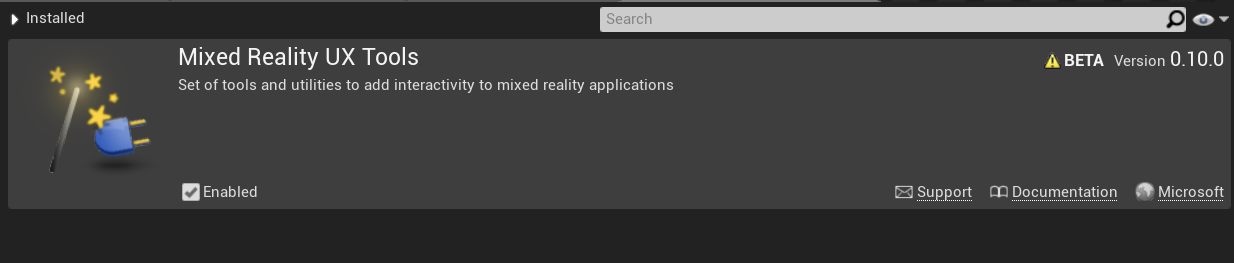 Installed
Search
Mixed Reality UX Tools
BETA Version 0.10.0
Set of tools and utilities to add interactivity to mixed reality applications
Enabled
Support Documentation Microsoft